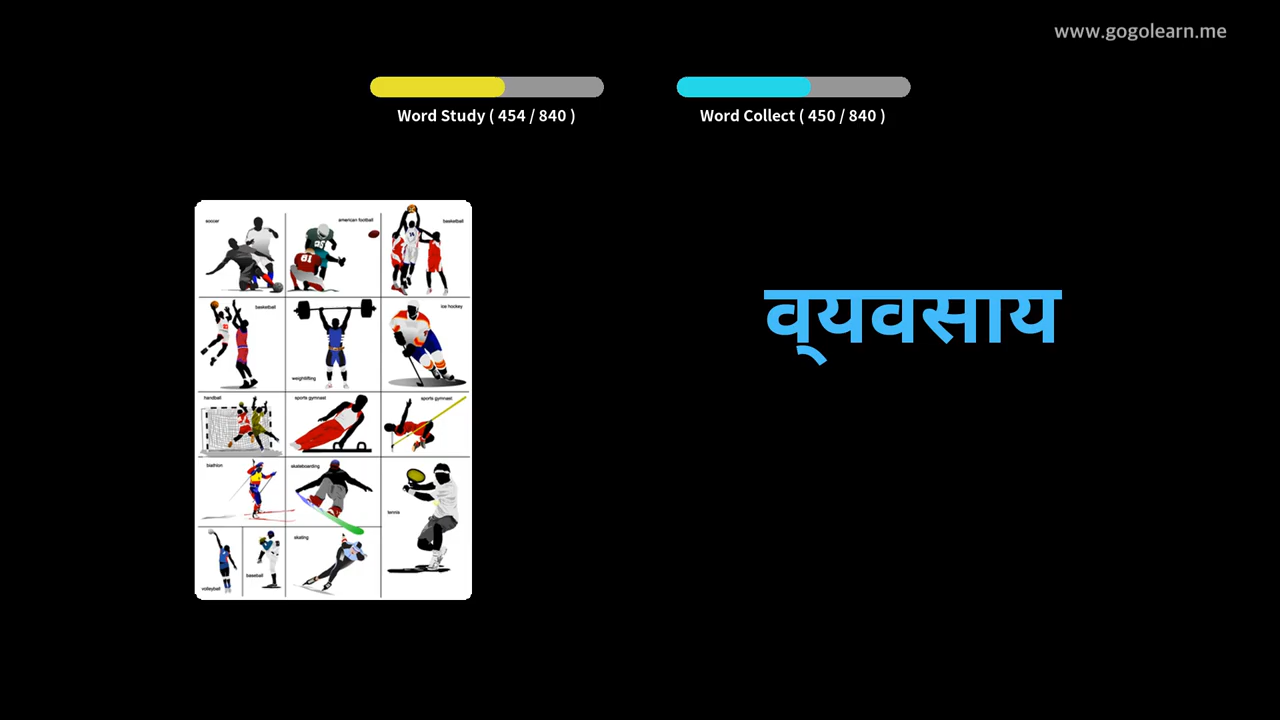 www.gogolearn.me
Word Study ( 454 / 840 )
Word Collect ( 450 / 840 )
soccer
american football
basketball
व्‌यवसाय
basketball
weightlifting
ice hockey
handball
sports gymnast
sports gymnast
biathlon
skateboarding
tennis
volleyball
baseball
skating